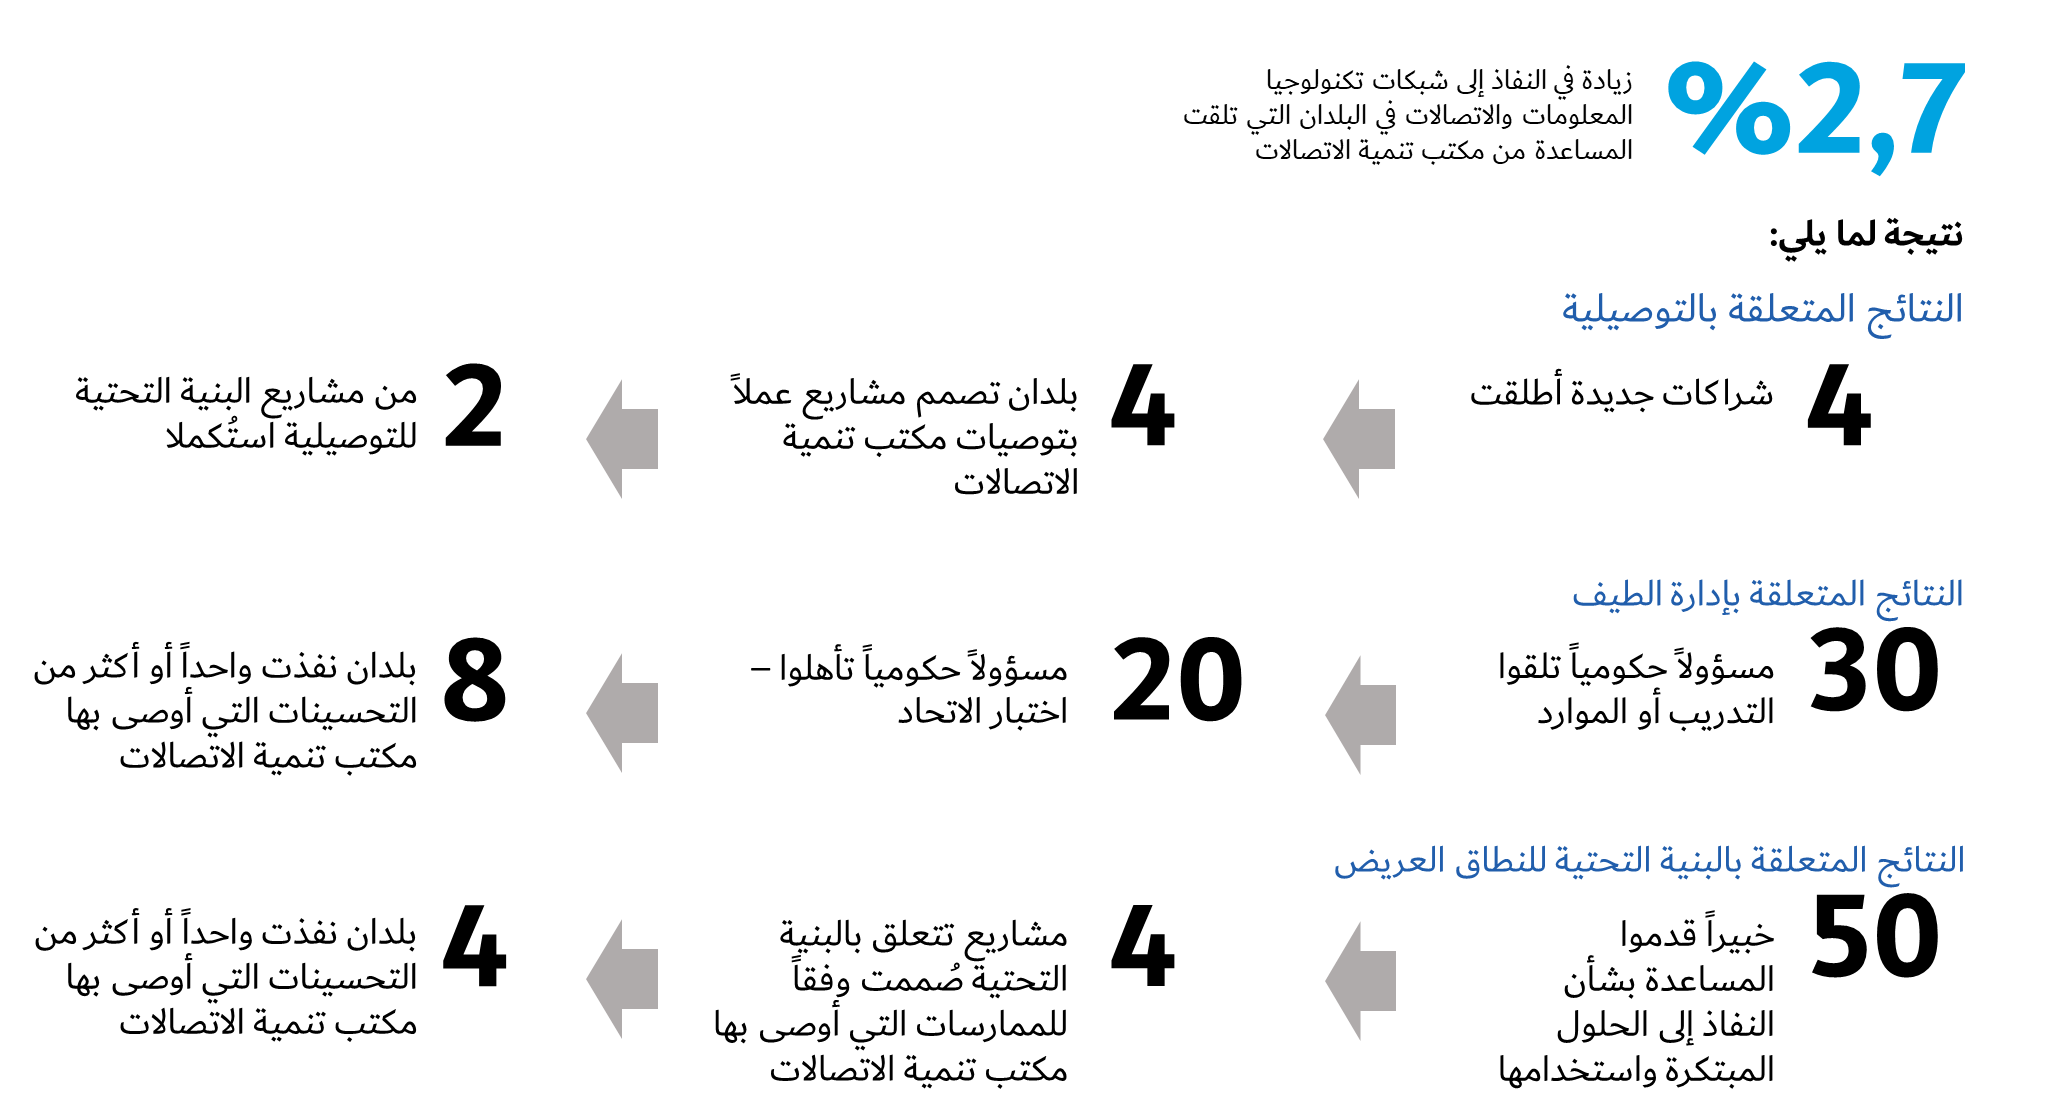 %2,7
زيادة في النفاذ إلى شبكات تكنولوجيا
المعلومات والاتصالات في البلدان التي تلقت
المساعدة من مكتب تنمية الاتصالات
نتيجة لما يلي:
النتائج المتعلقة بالتوصيلية
4
شراكات جديدة أطلقت
4
بلدان تصمم مشاريع عملاً
بتوصيات مكتب تنمية
الاتصالات
2
من مشاريع البنية التحتية
للتوصيلية استُكملا
النتائج المتعلقة بإدارة الطيف
30
مسؤولاً حكومياً تلقوا
التدريب أو الموارد
20
مسؤولاً حكومياً تأهلوا –
اختبار الاتحاد
8
بلدان نفذت واحداً أو أكثر من
التحسينات التي أوصى بها
مكتب تنمية الاتصالات
النتائج المتعلقة بالبنية التحتية للنطاق العريض
50
خبيراً قدموا
المساعدة بشأن
النفاذ إلى الحلول
المبتكرة واستخدامها
4
مشاريع تتعلق بالبنية
التحتية صُممت وفقاً
للممارسات التي أوصى بها
مكتب تنمية الاتصالات
4
بلدان نفذت واحداً أو أكثر من
التحسينات التي أوصى بها
مكتب تنمية الاتصالات